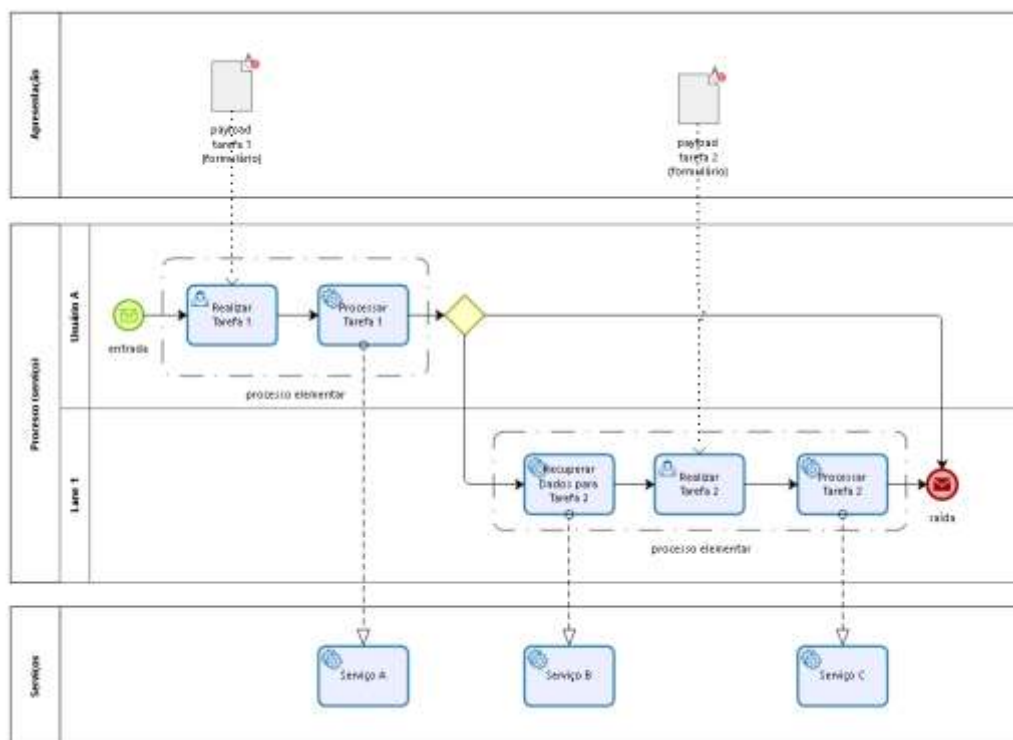 Apresentação
payload
tarefa 1
(formulário)
payload
tarefa 2
(formulário)
Processo (serviço)
Usuário A
entrada
Realizar
Tarefa 1
Processar
Tarefa 1
processo elementar
Lane 1
Recuperar
Dados para
Tarefa 2
Realizar
Tarefa 2
Processar
Tarefa 2
saída
processo elementar
Serviços
Serviço A
Serviço B
Serviço C